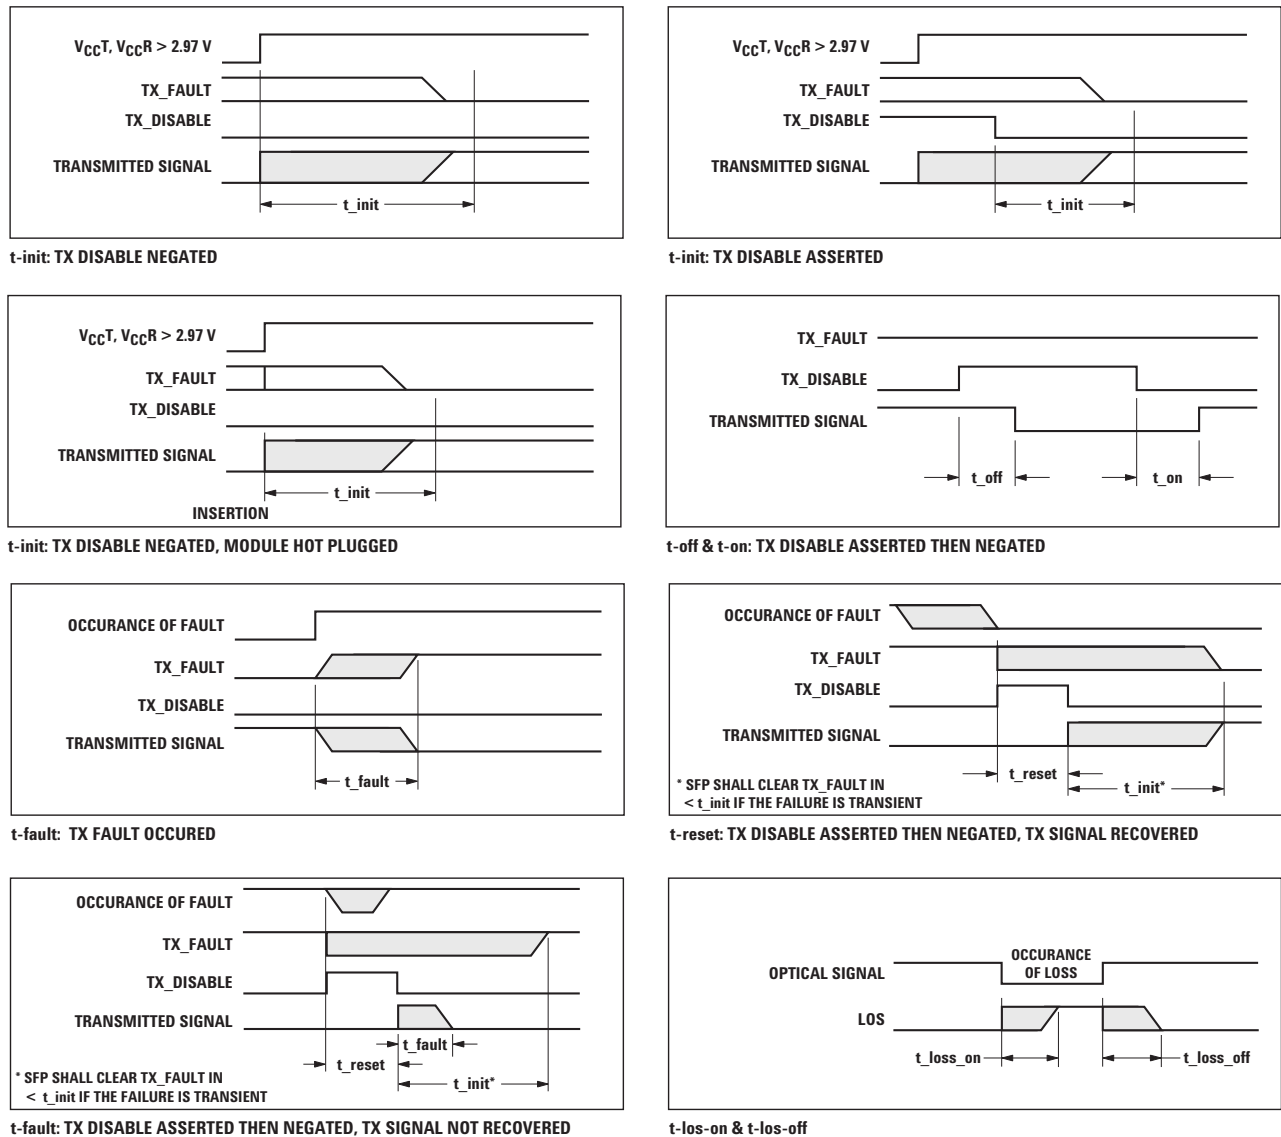 VCCT, VCCR > 2.97 V
TX_FAULT
TX_DISABLE
TRANSMITTED SIGNAL
t_init
t-init: TX DISABLE NEGATED
VCCT, VCCR > 2.97 V
TX_FAULT
TX_DISABLE
TRANSMITTED SIGNAL
t_init
t-init: TX DISABLE ASSERTED
VCCT, VCCR > 2.97 V
TX_FAULT
TX_DISABLE
TRANSMITTED SIGNAL
t_init
INSERTION
t-init: TX DISABLE NEGATED, MODULE HOT PLUGGED
TX_FAULT
TX_DISABLE
TRANSMITTED SIGNAL
t_off
t_on
t-off & t-on: TX DISABLE ASSERTED THEN NEGATED
OCCURANCE OF FAULT
TX_FAULT
TX_DISABLE
TRANSMITTED SIGNAL
t_fault
t-fault: TX FAULT OCCURED
OCCURANCE OF FAULT
TX_FAULT
TX_DISABLE
TRANSMITTED SIGNAL
t_reset
t_init*
* SFP SHALL CLEAR TX_FAULT IN
< t_init IF THE FAILURE IS TRANSIENT
t-reset: TX DISABLE ASSERTED THEN NEGATED, TX SIGNAL RECOVERED
OCCURANCE OF FAULT
TX_FAULT
TX_DISABLE
TRANSMITTED SIGNAL
t_fault
t_reset
t_init*
* SFP SHALL CLEAR TX_FAULT IN
< t_init IF THE FAILURE IS TRANSIENT
t-fault: TX DISABLE ASSERTED THEN NEGATED, TX SIGNAL NOT RECOVERED
OCCURANCE
OF LOSS
OPTICAL SIGNAL
LOS
t_loss_on
t_loss_off
t-los-on & t-los-off